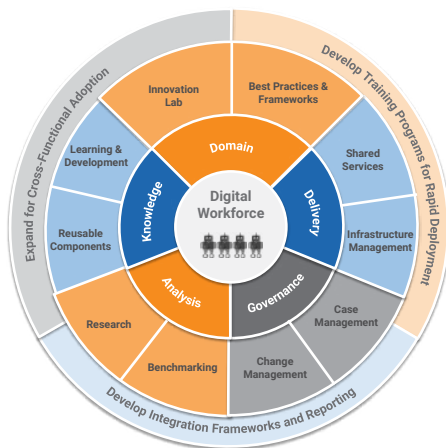 Expand for Cross-Functional Adoption
Develop Training Programs for Rapid Deployment
Develop Integration Frameworks and Reporting
Innovation
Lab
Best Practices &
Frameworks
Learning &
Development
Shared
Services
Reusable
Components
Infrastructure
Management
Research
Benchmarking
Change
Management
Case
Management
Domain
Knowledge
Delivery
Analysis
Governance
Digital
Workforce